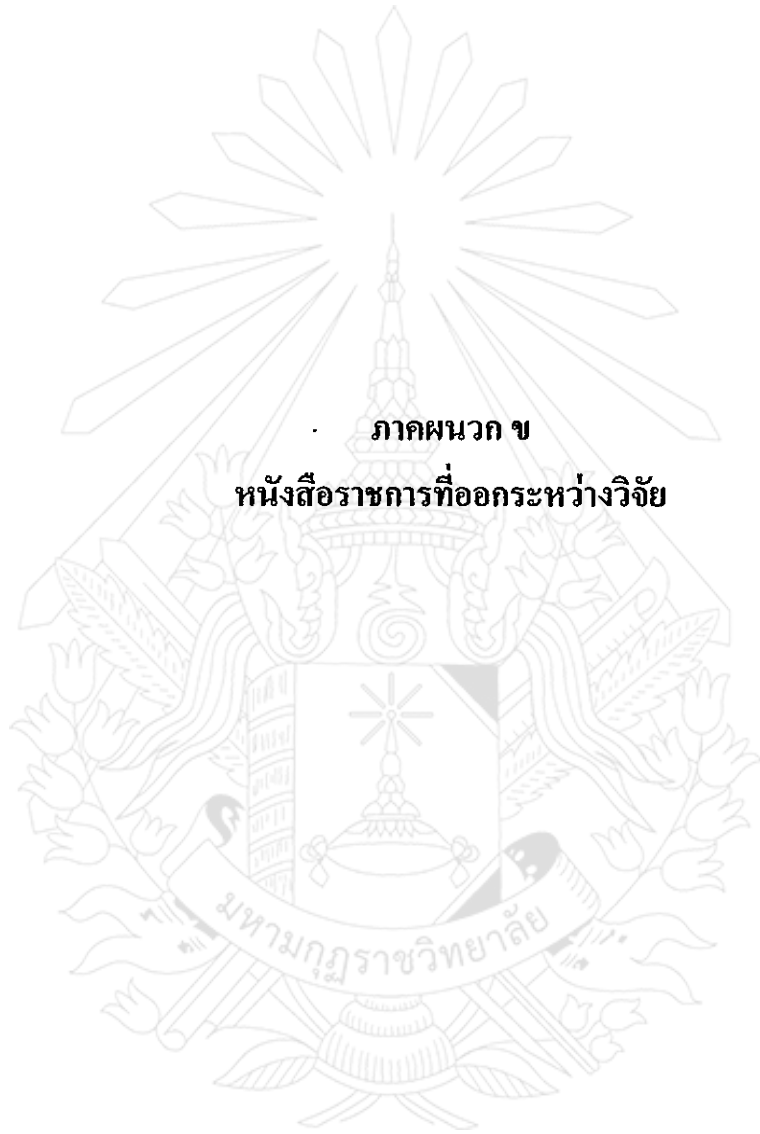 ภาคผนวก ข
หนังสือราชการที่ออกระหว่างวิจัย
มหามกุฏราชวิทยาลัย